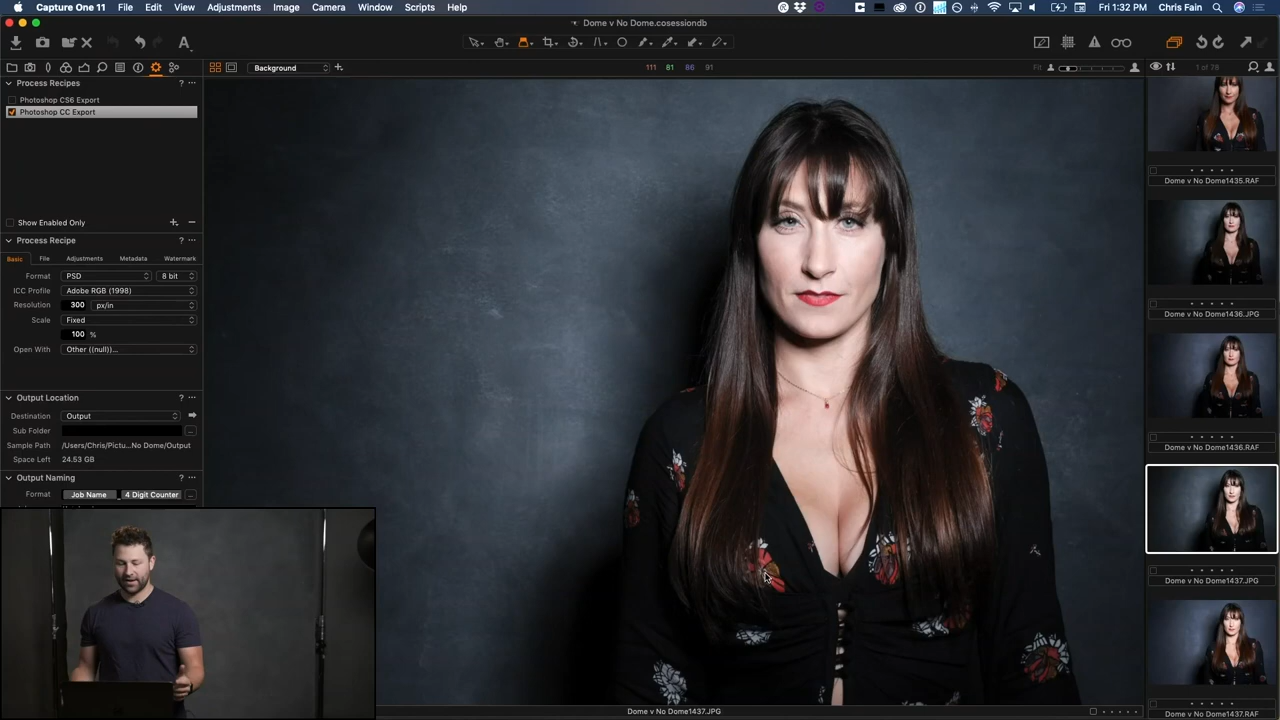 Capture One 11 File Edit View Adjustments Image Camera Window Scripts Help Fri 1:32 PM Chris Fain
Dome v No Dome.cosessiondb
Background 111 81 86 91 Fit 1 of 78
Process Recipes ? ...
Photoshop CS6 Export
Photoshop CC Export
Show Enabled Only
Process Recipe ? ...
Basic File Adjustments Metadata Watermark
Format PSD 8 bit
ICC Profile Adobe RGB (1998)
Resolution 300 px/in
Scale Fixed
100 %
Open With Other ((null))...
Output Location ? ...
Destination Output
Sub Folder
Sample Path /Users/Chris/Pictu...No Dome/Output
Space Left 24.53 GB
Output Naming ? ...
Format Job Name _ 4 Digit Counter
Dome v No Dome1435.RAF
Dome v No Dome1436.JPG
Dome v No Dome1436.RAF
Dome v No Dome1437.JPG
Dome v No Dome1437.RAF
Dome v No Dome1437.JPG